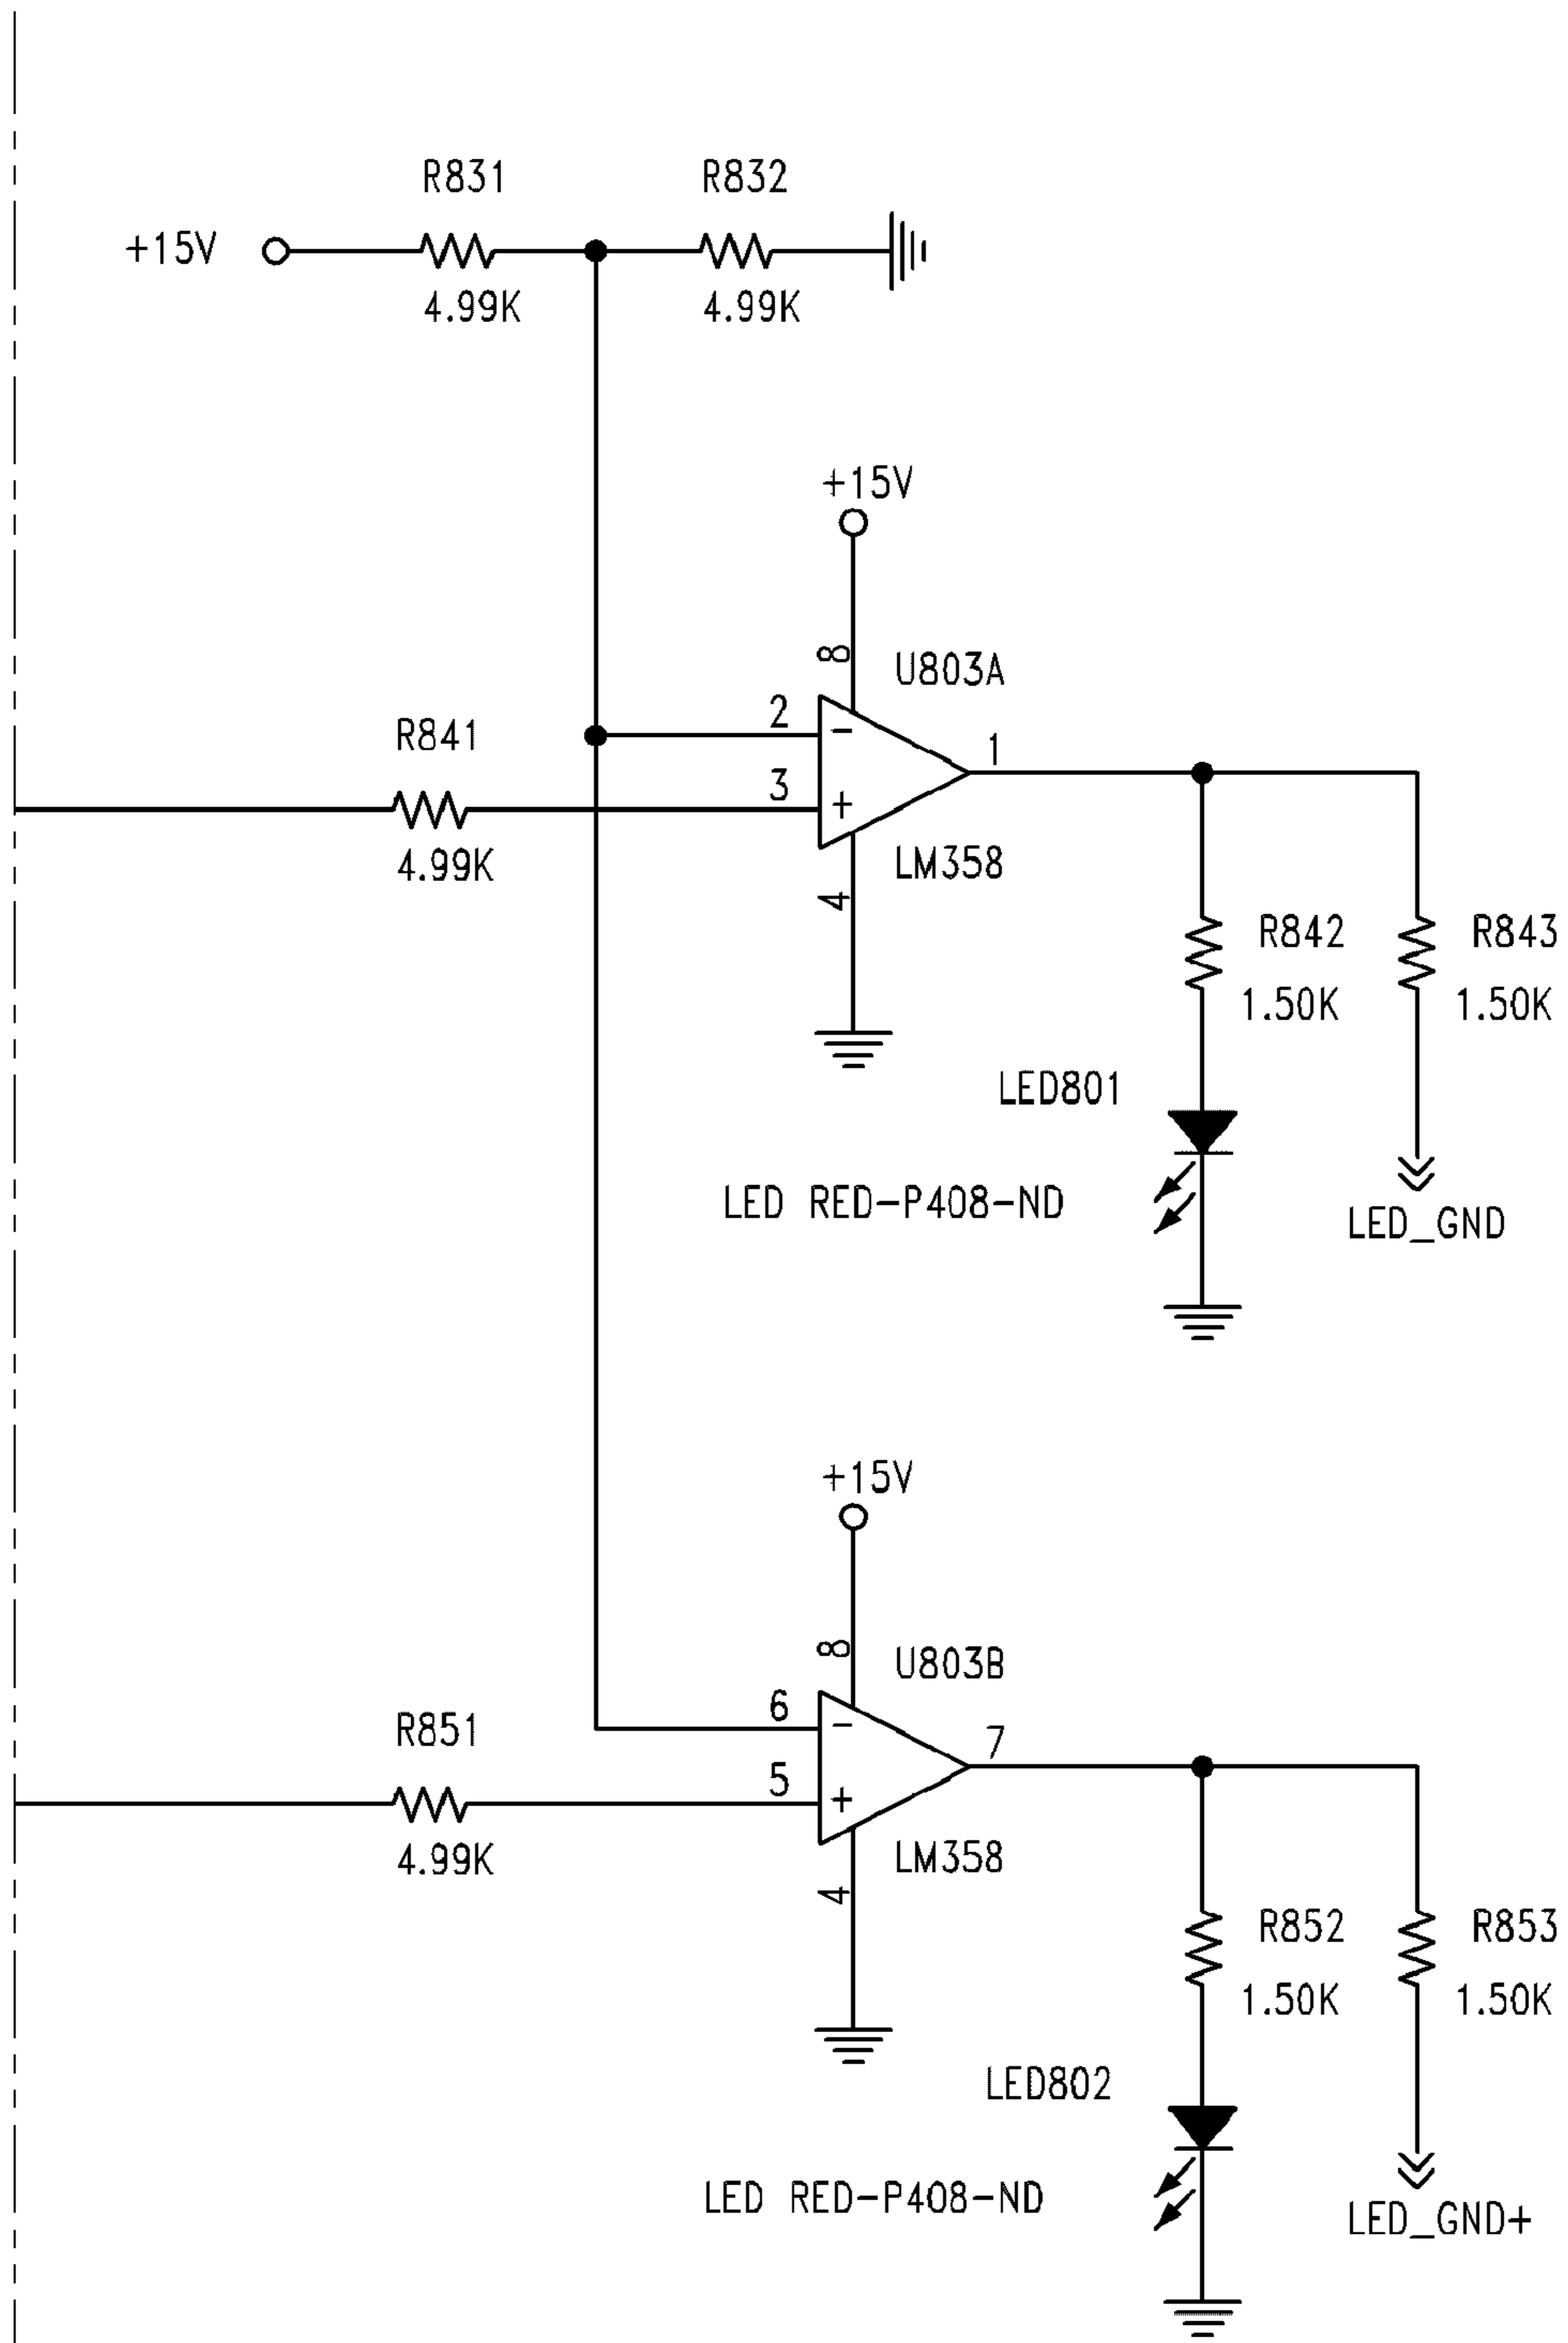 R831 R832
+15V
4.99K 4.99K
+15V
8
U803A
2
-
R841
1
3
+
4.99K
LM358
4
R842 R843
1.50K 1.50K
LED801
LED RED-P408-ND
LED_GND
+15V
8
U803B
6
-
R851
7
5
+
4.99K
LM358
4
R852 R853
1.50K 1.50K
LED802
LED RED-P408-ND
LED_GND+